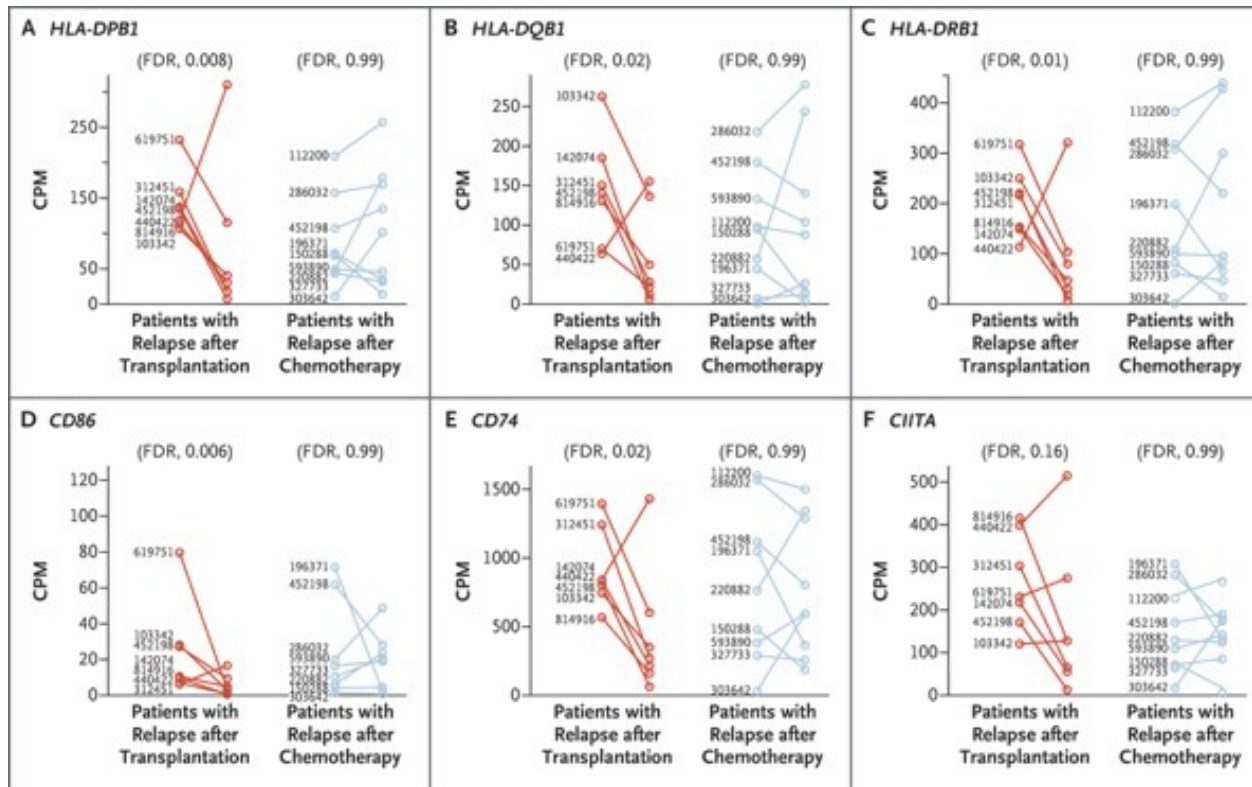 A HLA-DPB1
(FDR, 0.008) (FDR, 0.99)
CPM
250
150
50
0
619751
312451
142074
452198
440422
814916
103342
112200
286032
452198
196371
150288
593890
220882
327733
303642
Patients with
Relapse after
Transplantation
Patients with
Relapse after
Chemotherapy
B HLA-DQB1
(FDR, 0.02) (FDR, 0.99)
CPM
250
200
150
100
50
0
103342
142074
312451
452198
814916
619751
440422
286032
452198
593890
112200
150288
220882
196371
327733
303642
Patients with
Relapse after
Transplantation
Patients with
Relapse after
Chemotherapy
C HLA-DRB1
(FDR, 0.01) (FDR, 0.99)
CPM
400
300
200
100
0
619751
103342
452198
312451
814916
142074
440422
112200
452198
286032
196371
220882
593890
150288
327733
303642
Patients with
Relapse after
Transplantation
Patients with
Relapse after
Chemotherapy
D CD86
(FDR, 0.006) (FDR, 0.99)
CPM
120
100
80
60
40
20
0
619751
103342
452198
142074
814916
440422
312451
196371
452198
286032
593890
327733
220882
150288
303642
Patients with
Relapse after
Transplantation
Patients with
Relapse after
Chemotherapy
E CD74
(FDR, 0.02) (FDR, 0.99)
CPM
1500
1000
500
0
619751
312451
142074
440422
452198
103342
814916
112200
286032
452198
196371
220882
150288
593890
327733
303642
Patients with
Relapse after
Transplantation
Patients with
Relapse after
Chemotherapy
F CIITA
(FDR, 0.16) (FDR, 0.99)
CPM
500
400
300
200
100
0
814916
440422
312451
619751
142074
452198
103342
196371
286032
112200
452198
220882
593890
150288
327733
303642
Patients with
Relapse after
Transplantation
Patients with
Relapse after
Chemotherapy